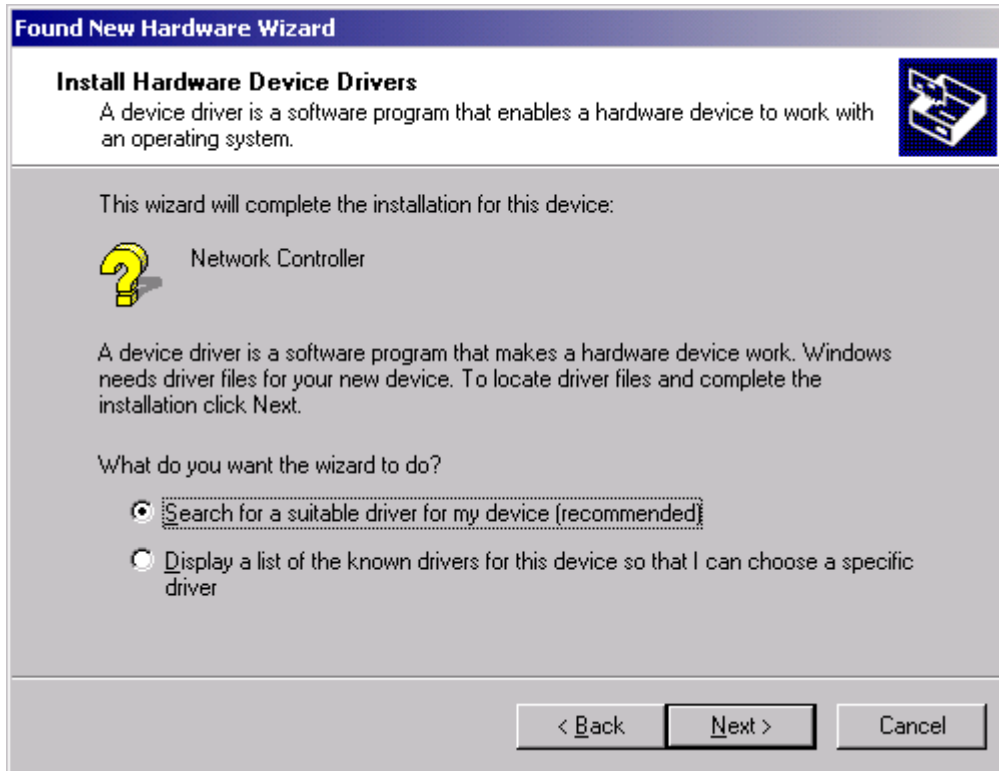 Found New Hardware Wizard
Install Hardware Device Drivers
A device driver is a software program that enables a hardware device to work with
an operating system.
This wizard will complete the installation for this device:
Network Controller
A device driver is a software program that makes a hardware device work. Windows
needs driver files for your new device. To locate driver files and complete the
installation click Next.
What do you want the wizard to do?
Search for a suitable driver for my device (recommended)
Display a list of the known drivers for this device so that I can choose a specific
driver
< Back
Next >
Cancel